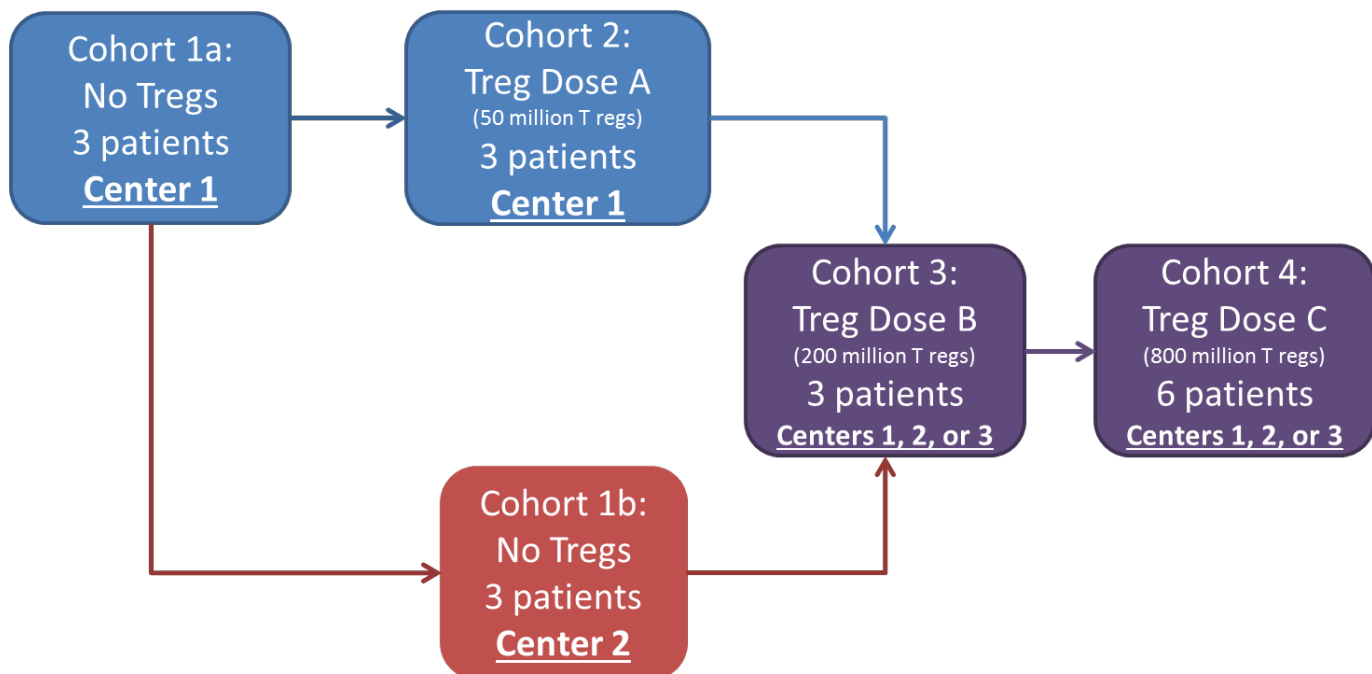 Cohort 1a:
No Tregs
3 patients
Center 1
Cohort 2:
Treg Dose A
(50 million T regs)
3 patients
Center 1
Cohort 3:
Treg Dose B
(200 million T regs)
3 patients
Centers 1, 2, or 3
Cohort 4:
Treg Dose C
(800 million T regs)
6 patients
Centers 1, 2, or 3
Cohort 1b:
No Tregs
3 patients
Center 2